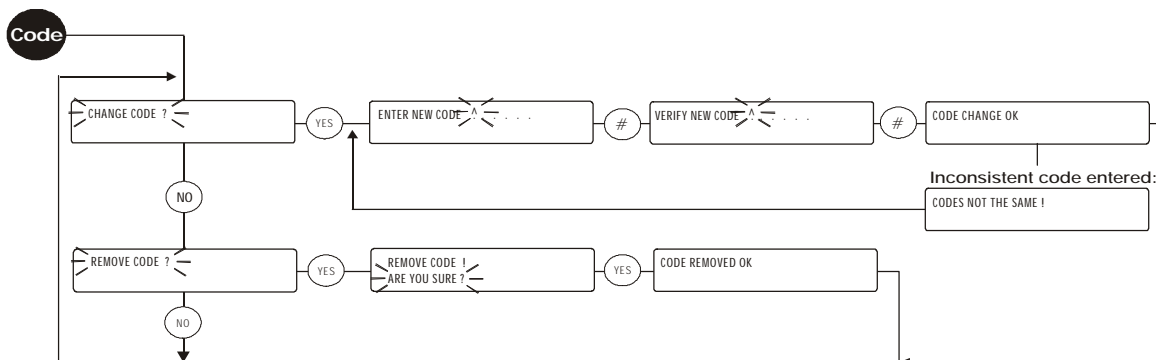 Code
CHANGE CODE ?
YES
ENTER NEW CODE ^ . . . .
#
VERIFY NEW CODE ^ . . . .
#
CODE CHANGE OK
Inconsistent code entered:
CODES NOT THE SAME !
NO
REMOVE CODE ?
YES
REMOVE CODE !
ARE YOU SURE ?
YES
CODE REMOVED OK
NO